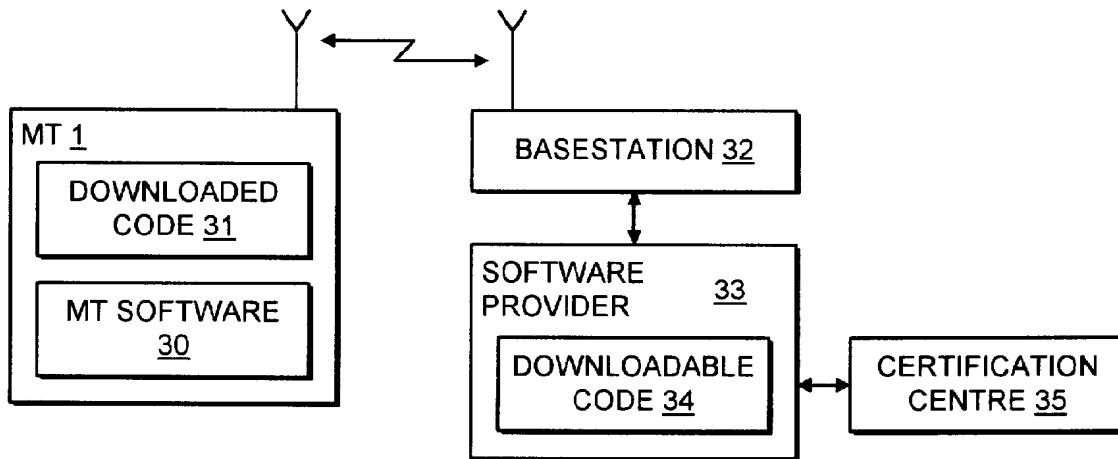 MT 1
DOWNLOADED
CODE 31
MT SOFTWARE
30
BASESTATION 32
SOFTWARE
PROVIDER 33
DOWNLOADABLE
CODE 34
CERTIFICATION
CENTRE 35